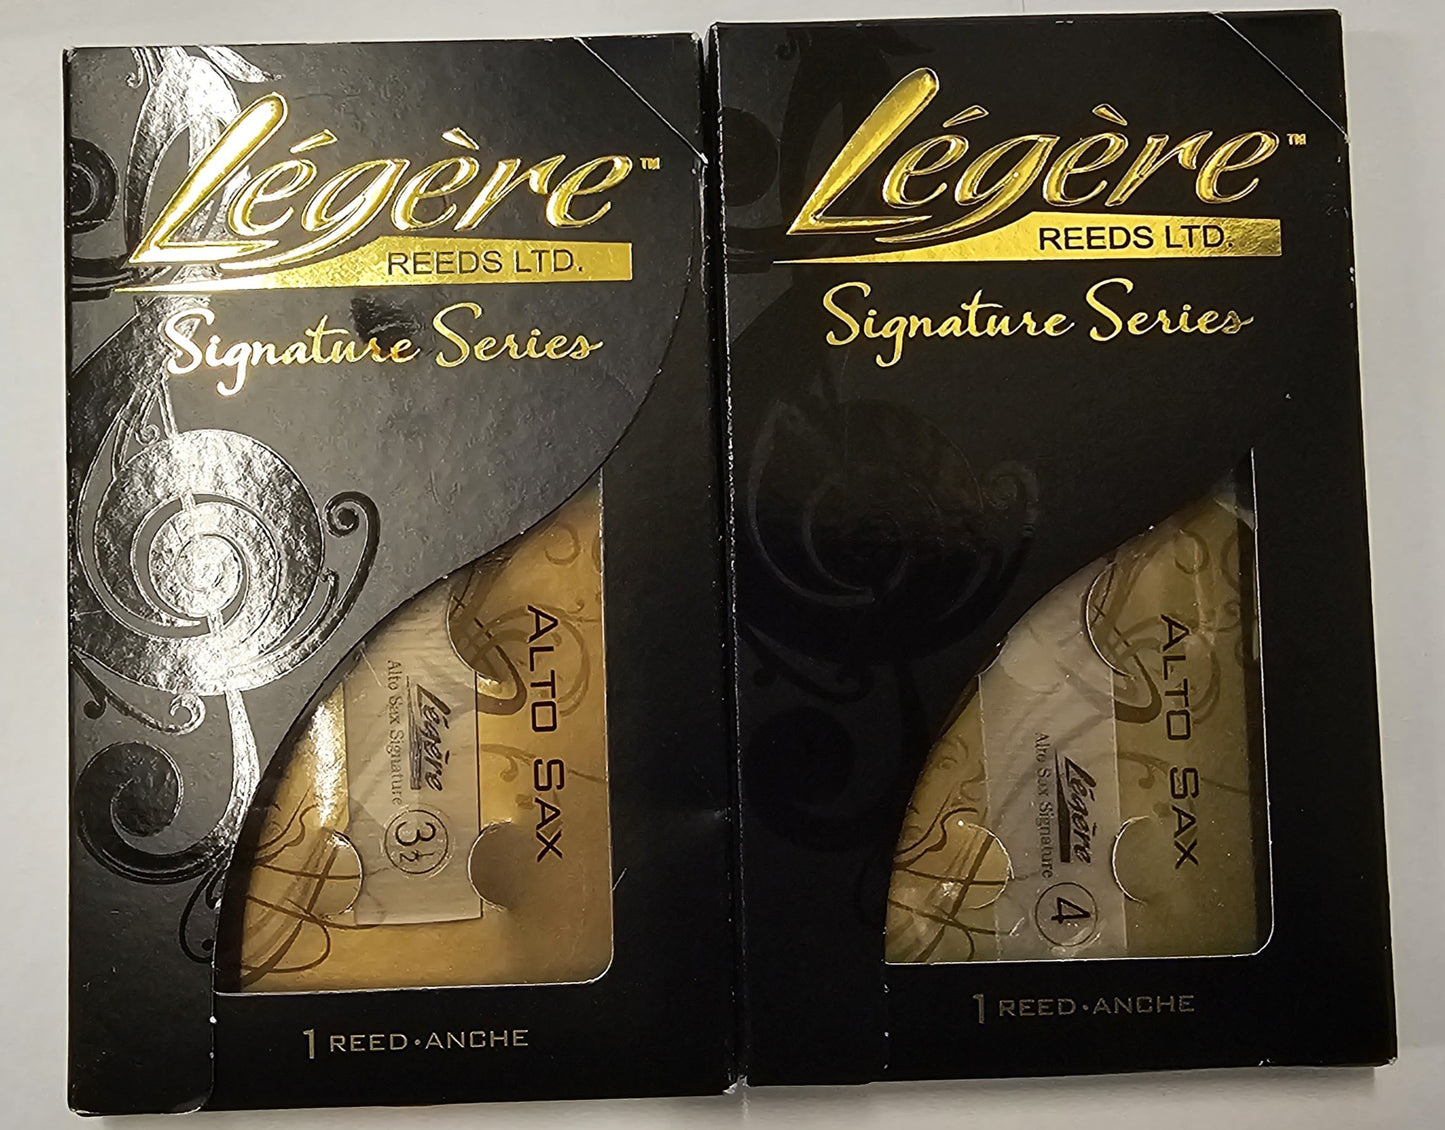 Légère™
REEDS LTD.
Signature Series
ALTO SAX
Légère
Alto Sax Signature
3½
1 REED•ANCHE
Légère™
REEDS LTD.
Signature Series
ALTO SAX
Légère
Alto Sax Signature
4
1 REED•ANCHE